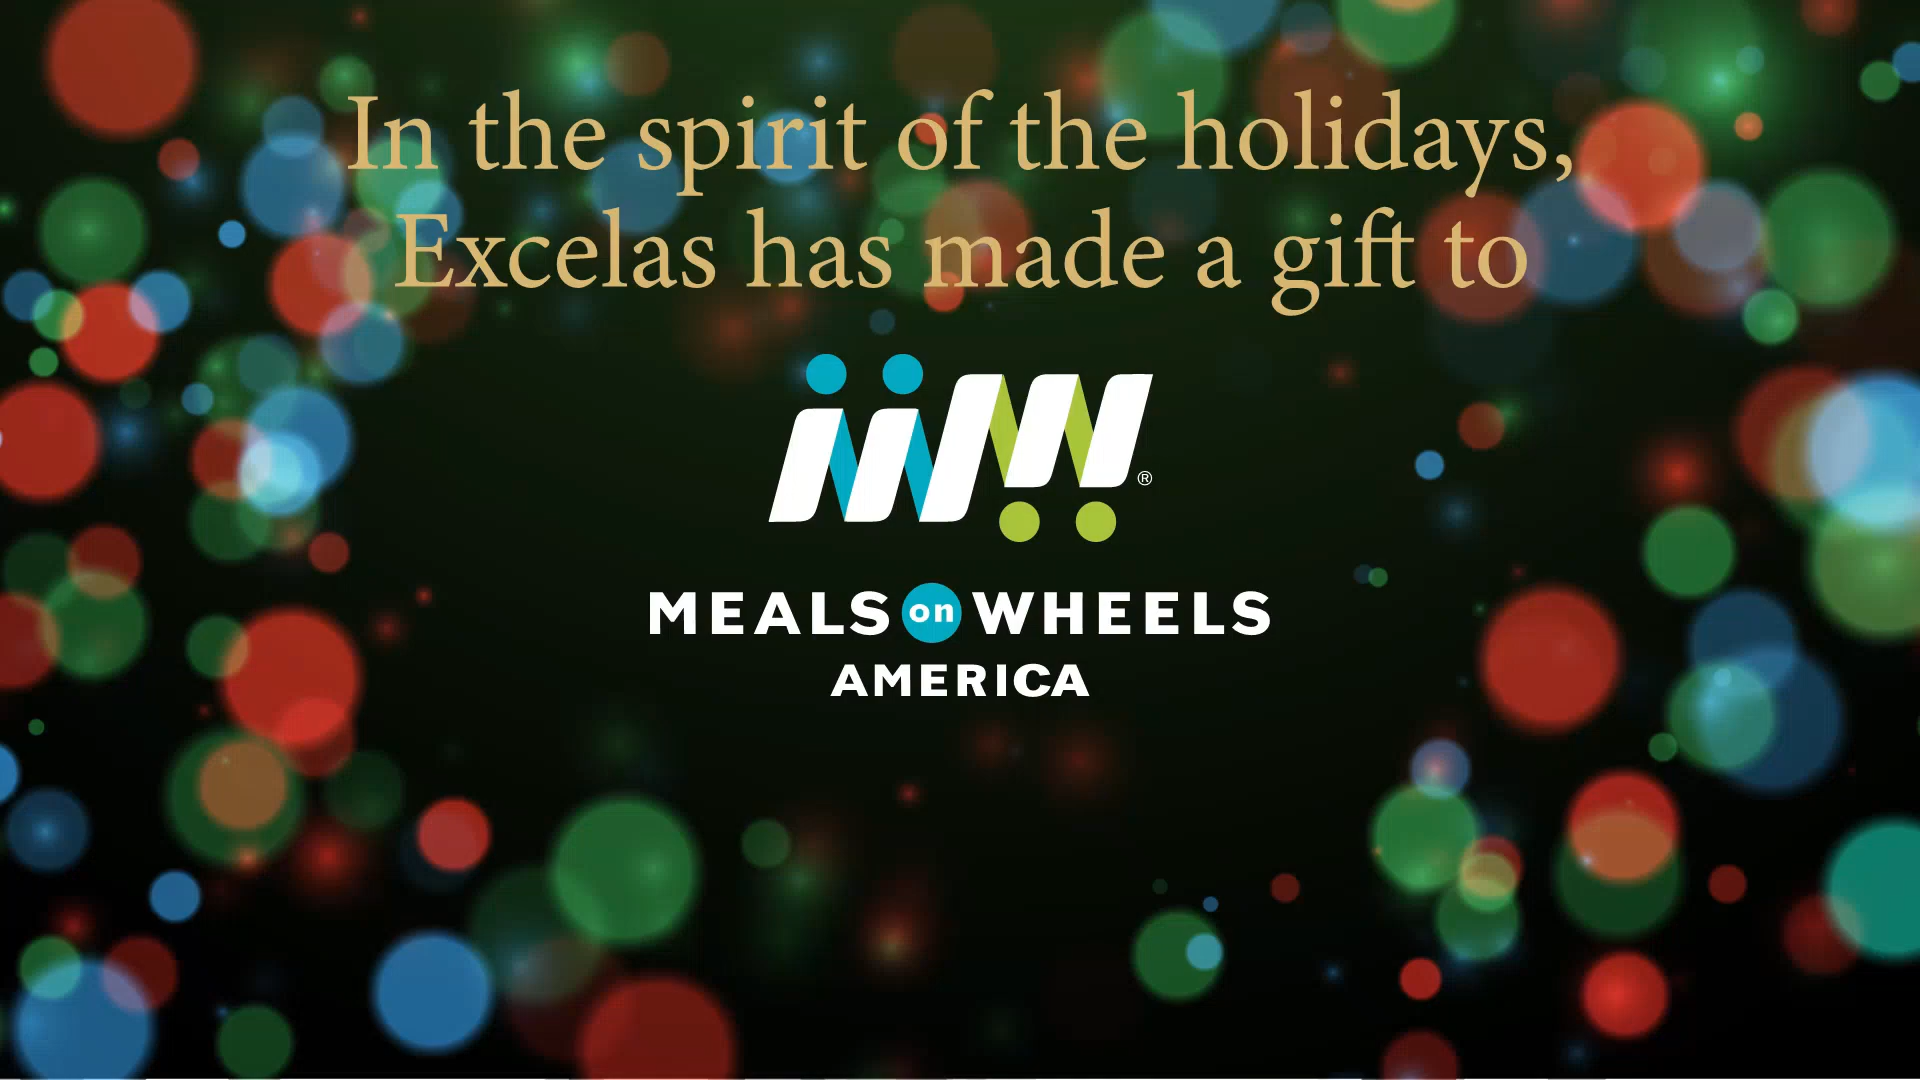 In the spirit of the holidays,
Excelas has made a gift to
®
MEALS on WHEELS
AMERICA